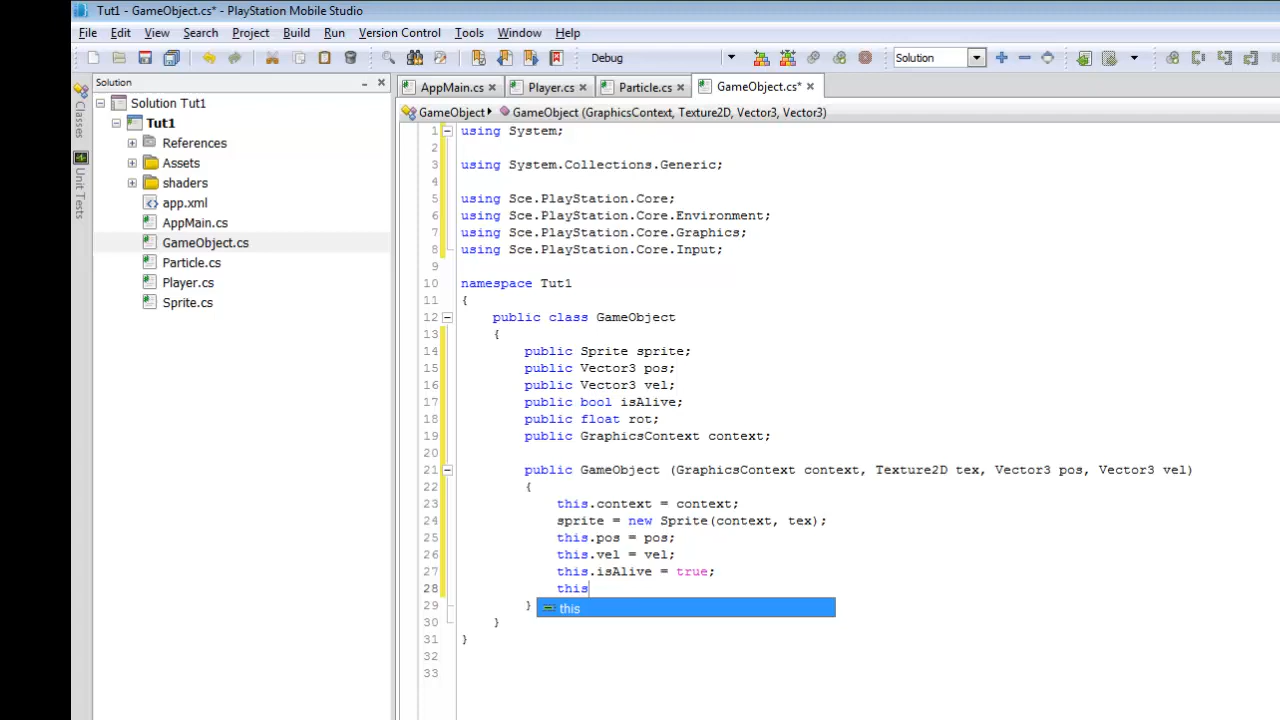 Tut1 - GameObject.cs* - PlayStation Mobile Studio
File Edit View Search Project Build Run Version Control Tools Window Help
Debug Solution
Solution
AppMain.cs Player.cs Particle.cs GameObject.cs*
Classes
Unit Tests
Solution Tut1
Tut1
References
Assets
shaders
app.xml
AppMain.cs
GameObject.cs
Particle.cs
Player.cs
Sprite.cs
GameObject GameObject (GraphicsContext, Texture2D, Vector3, Vector3)
1 using System;
2
3 using System.Collections.Generic;
4
5 using Sce.PlayStation.Core;
6 using Sce.PlayStation.Core.Environment;
7 using Sce.PlayStation.Core.Graphics;
8 using Sce.PlayStation.Core.Input;
9
10 namespace Tut1
11 {
12 public class GameObject
13 {
14 public Sprite sprite;
15 public Vector3 pos;
16 public Vector3 vel;
17 public bool isAlive;
18 public float rot;
19 public GraphicsContext context;
20
21 public GameObject (GraphicsContext context, Texture2D tex, Vector3 pos, Vector3 vel)
22 {
23 this.context = context;
24 sprite = new Sprite(context, tex);
25 this.pos = pos;
26 this.vel = vel;
27 this.isAlive = true;
28 this
29 }
this
30 }
31 }
32
33